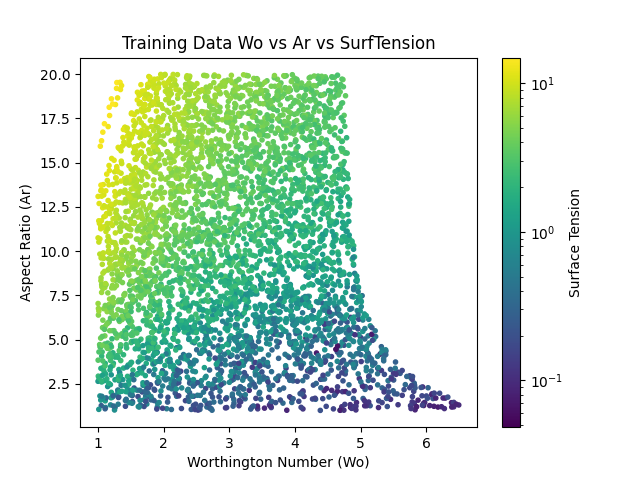 Training Data Wo vs Ar vs SurfTension
20.0
17.5
15.0
12.5
10.0
7.5
5.0
2.5
Aspect Ratio (Ar)
1 2 3 4 5 6
Worthington Number (Wo)
10¹
10⁰
10⁻¹
Surface Tension